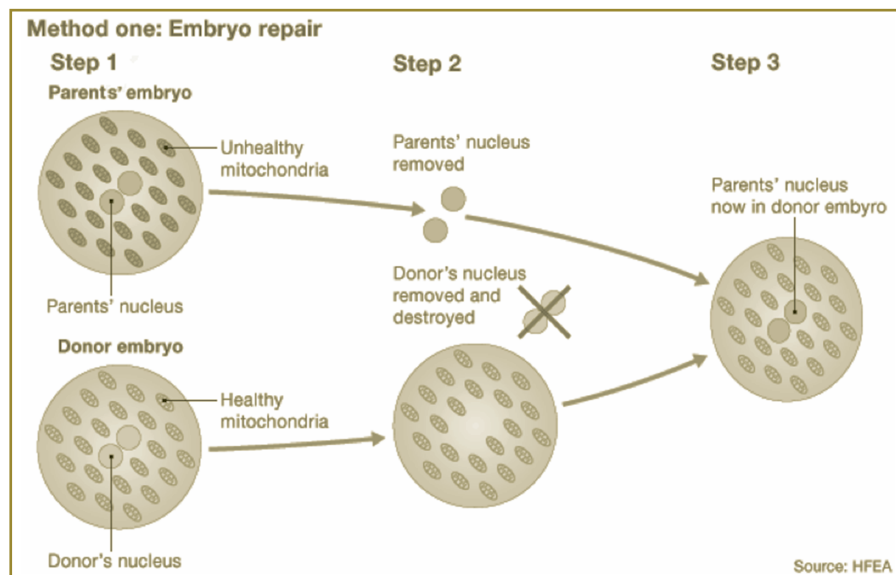 Method one: Embryo repair
Step 1
Step 2
Step 3
Parents' embryo
Unhealthy
mitochondria
Parents' nucleus
Parents' nucleus
removed
Parents' nucleus
now in donor embyro
Donor's nucleus
removed and
destroyed
Donor embryo
Healthy
mitochondria
Donor's nucleus
Source: HFEA